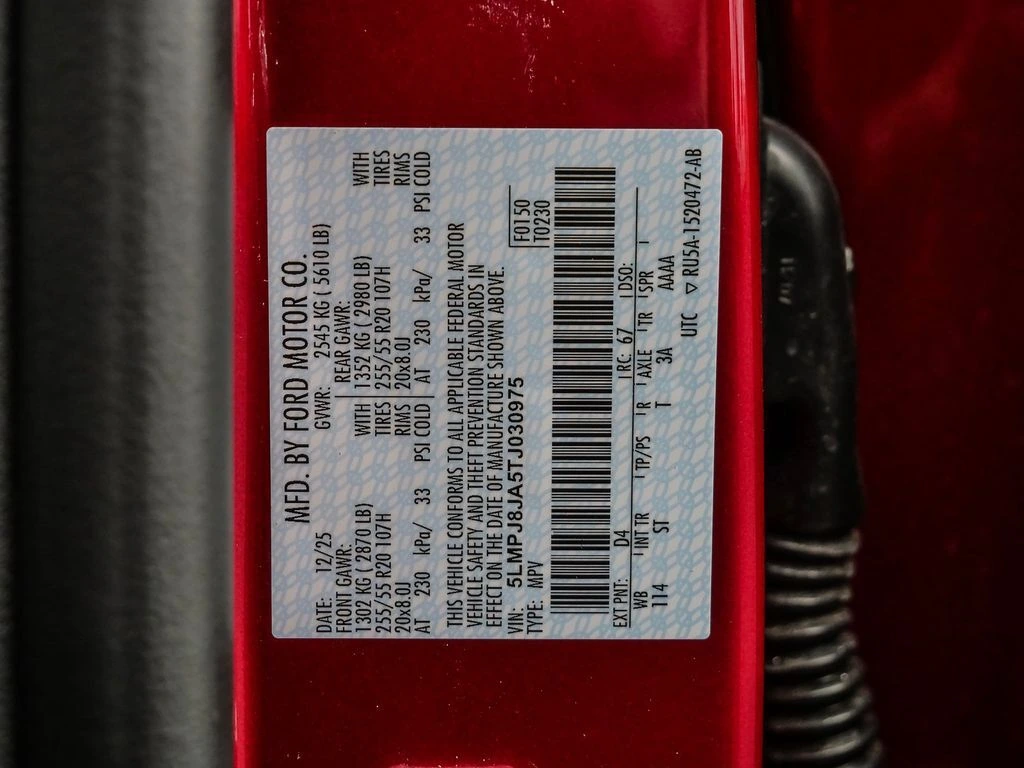 MFD. BY FORD MOTOR CO.
DATE: 12/25 GVWR: 2545 KG ( 5610 LB)
FRONT GAWR: REAR GAWR:
1302 KG ( 2870 LB) WITH 1352 KG ( 2980 LB) WITH
255/55 R20 107H TIRES 255/55 R20 107H TIRES
20x8.0J RIMS 20x8.0J RIMS
AT 230 kPa/ 33 PSI COLD AT 230 kPa/ 33 PSI COLD
THIS VEHICLE CONFORMS TO ALL APPLICABLE FEDERAL MOTOR
VEHICLE SAFETY AND THEFT PREVENTION STANDARDS IN
EFFECT ON THE DATE OF MANUFACTURE SHOWN ABOVE.
VIN: 5LMPJ8JA5TJ030975 F0150
TYPE: MPV T0230
EXT PNT: D4 RC: 67 DSO:
WB INT TR TP/PS R AXLE TR SPR
114 ST T 3A AAAA
UTC ▽ RU5A-1520472-AB